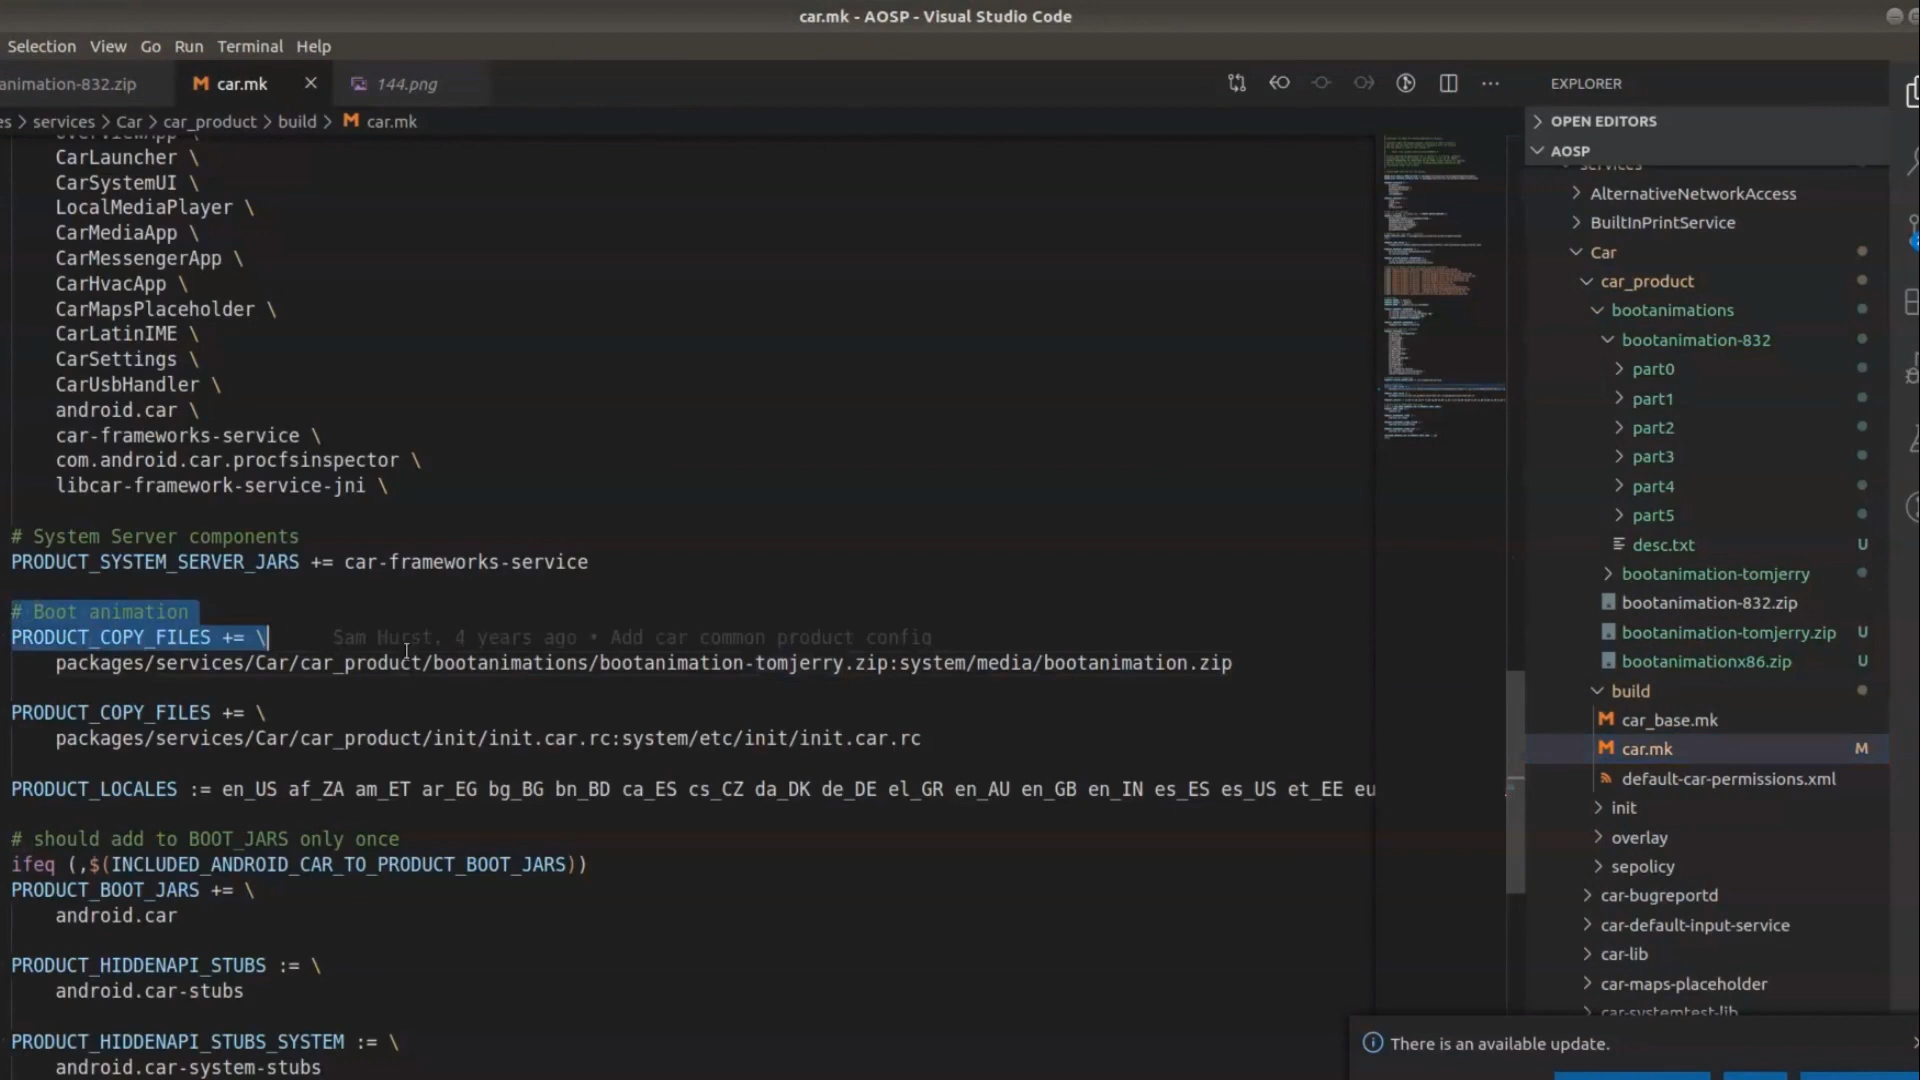 car.mk - AOSP - Visual Studio Code
Selection View Go Run Terminal Help
animation-832.zip
car.mk
144.png
es > services > Car > car_product > build > car.mk
CarLauncher \
CarSystemUI \
LocalMediaPlayer \
CarMediaApp \
CarMessengerApp \
CarHvacApp \
CarMapsPlaceholder \
CarLatinIME \
CarSettings \
CarUsbHandler \
android.car \
car-frameworks-service \
com.android.car.procfsinspector \
libcar-framework-service-jni \
# System Server components
PRODUCT_SYSTEM_SERVER_JARS += car-frameworks-service
# Boot animation
PRODUCT_COPY_FILES += \ Sam Hurst, 4 years ago • Add car common product config
packages/services/Car/car_product/bootanimations/bootanimation-tomjerry.zip:system/media/bootanimation.zip
PRODUCT_COPY_FILES += \
packages/services/Car/car_product/init/init.car.rc:system/etc/init/init.car.rc
PRODUCT_LOCALES := en_US af_ZA am_ET ar_EG bg_BG bn_BD ca_ES cs_CZ da_DK de_DE el_GR en_AU en_GB en_IN es_ES es_US et_EE eu
# should add to BOOT_JARS only once
ifeq (,$(INCLUDED_ANDROID_CAR_TO_PRODUCT_BOOT_JARS))
PRODUCT_BOOT_JARS += \
android.car
PRODUCT_HIDDENAPI_STUBS := \
android.car-stubs
PRODUCT_HIDDENAPI_STUBS_SYSTEM := \
android.car-system-stubs
EXPLORER
OPEN EDITORS
AOSP
services
AlternativeNetworkAccess
BuiltInPrintService
Car
car_product
bootanimations
bootanimation-832
part0
part1
part2
part3
part4
part5
desc.txt U
bootanimation-tomjerry
bootanimation-832.zip
bootanimation-tomjerry.zip U
bootanimationx86.zip U
build
car_base.mk
car.mk M
default-car-permissions.xml
init
overlay
sepolicy
car-bugreportd
car-default-input-service
car-lib
car-maps-placeholder
car-systemtest-lib
There is an available update.